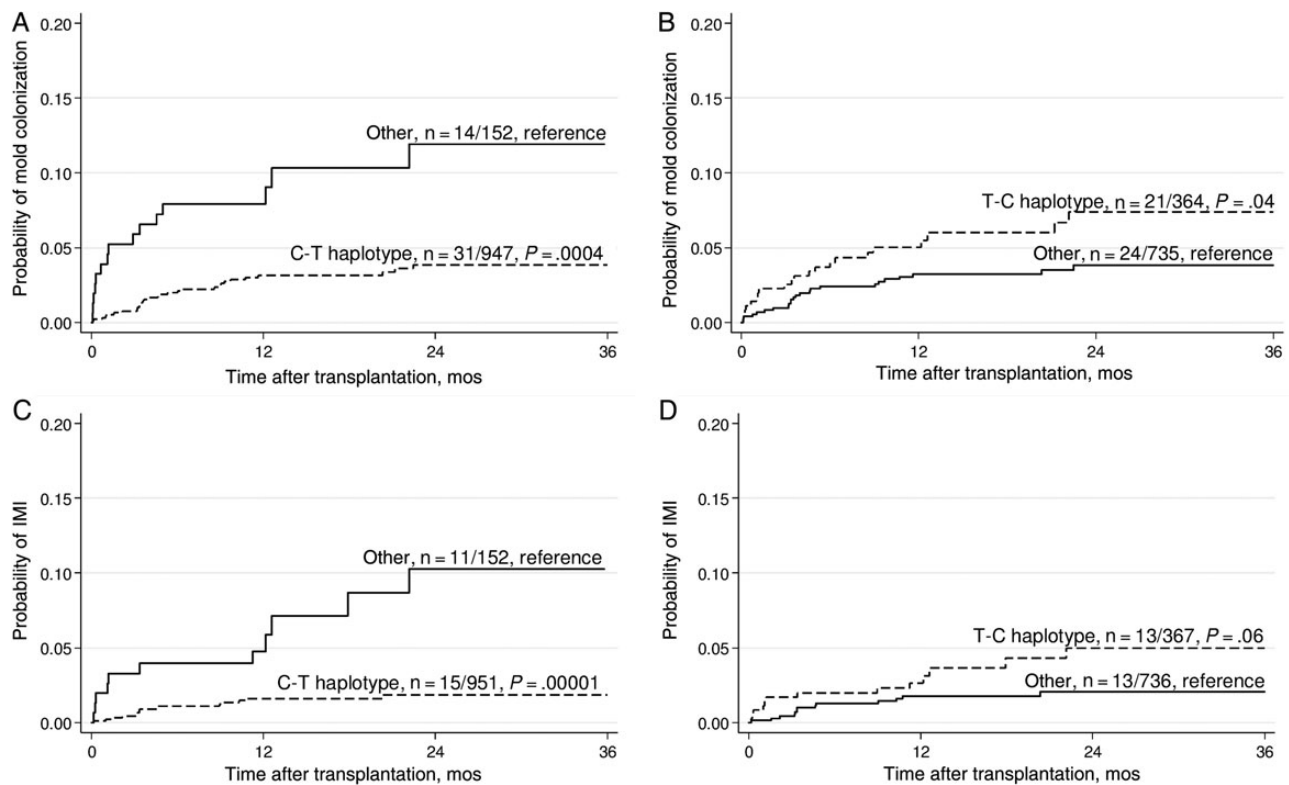 A
Probability of mold colonization
0.20
0.15
0.10
0.05
0.00
Other, n = 14/152, reference
C-T haplotype, n = 31/947, P = .0004
0 12 24 36
Time after transplantation, mos
B
Probability of mold colonization
0.20
0.15
0.10
0.05
0.00
T-C haplotype, n = 21/364, P = .04
Other, n = 24/735, reference
0 12 24 36
Time after transplantation, mos
C
Probability of IMI
0.20
0.15
0.10
0.05
0.00
Other, n = 11/152, reference
C-T haplotype, n = 15/951, P = .00001
0 12 24 36
Time after transplantation, mos
D
Probability of IMI
0.20
0.15
0.10
0.05
0.00
T-C haplotype, n = 13/367, P = .06
Other, n = 13/736, reference
0 12 24 36
Time after transplantation, mos